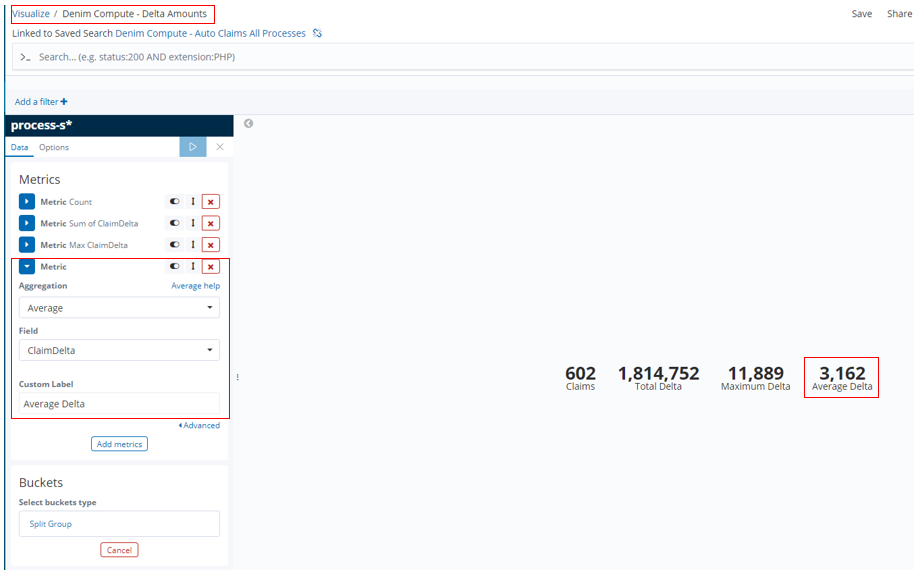 Visualize / Denim Compute - Delta Amounts
Save Share
Linked to Saved Search Denim Compute - Auto Claims All Processes
>_ Search... (e.g. status:200 AND extension:PHP)
Add a filter +
process-s*
Data Options
Metrics
Metric Count
Metric Sum of ClaimDelta
Metric Max ClaimDelta
Metric
Aggregation Average help
Average
Field
ClaimDelta
Custom Label
Average Delta
Advanced
Add metrics
Buckets
Select buckets type
Split Group
Cancel
602 1,814,752 11,889 3,162
Claims Total Delta Maximum Delta Average Delta